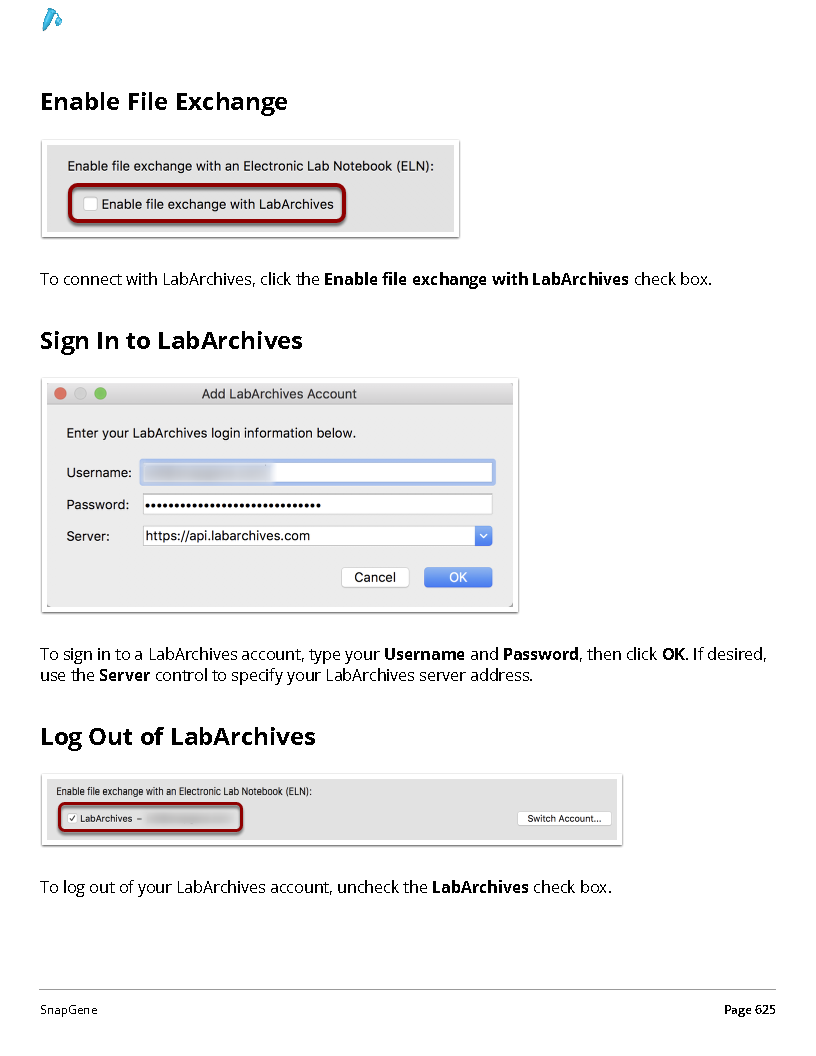 Enable File Exchange
Enable file exchange with an Electronic Lab Notebook (ELN):
Enable file exchange with LabArchives
To connect with LabArchives, click the Enable file exchange with LabArchives check box.
Sign In to LabArchives
Add LabArchives Account
Enter your LabArchives login information below.
Username:
Password: ••••••••••••••••••••••••••••••
Server: https://api.labarchives.com
Cancel OK
To sign in to a LabArchives account, type your Username and Password, then click OK. If desired,
use the Server control to specify your LabArchives server address.
Log Out of LabArchives
Enable file exchange with an Electronic Lab Notebook (ELN):
LabArchives – Switch Account...
To log out of your LabArchives account, uncheck the LabArchives check box.
SnapGene Page 625